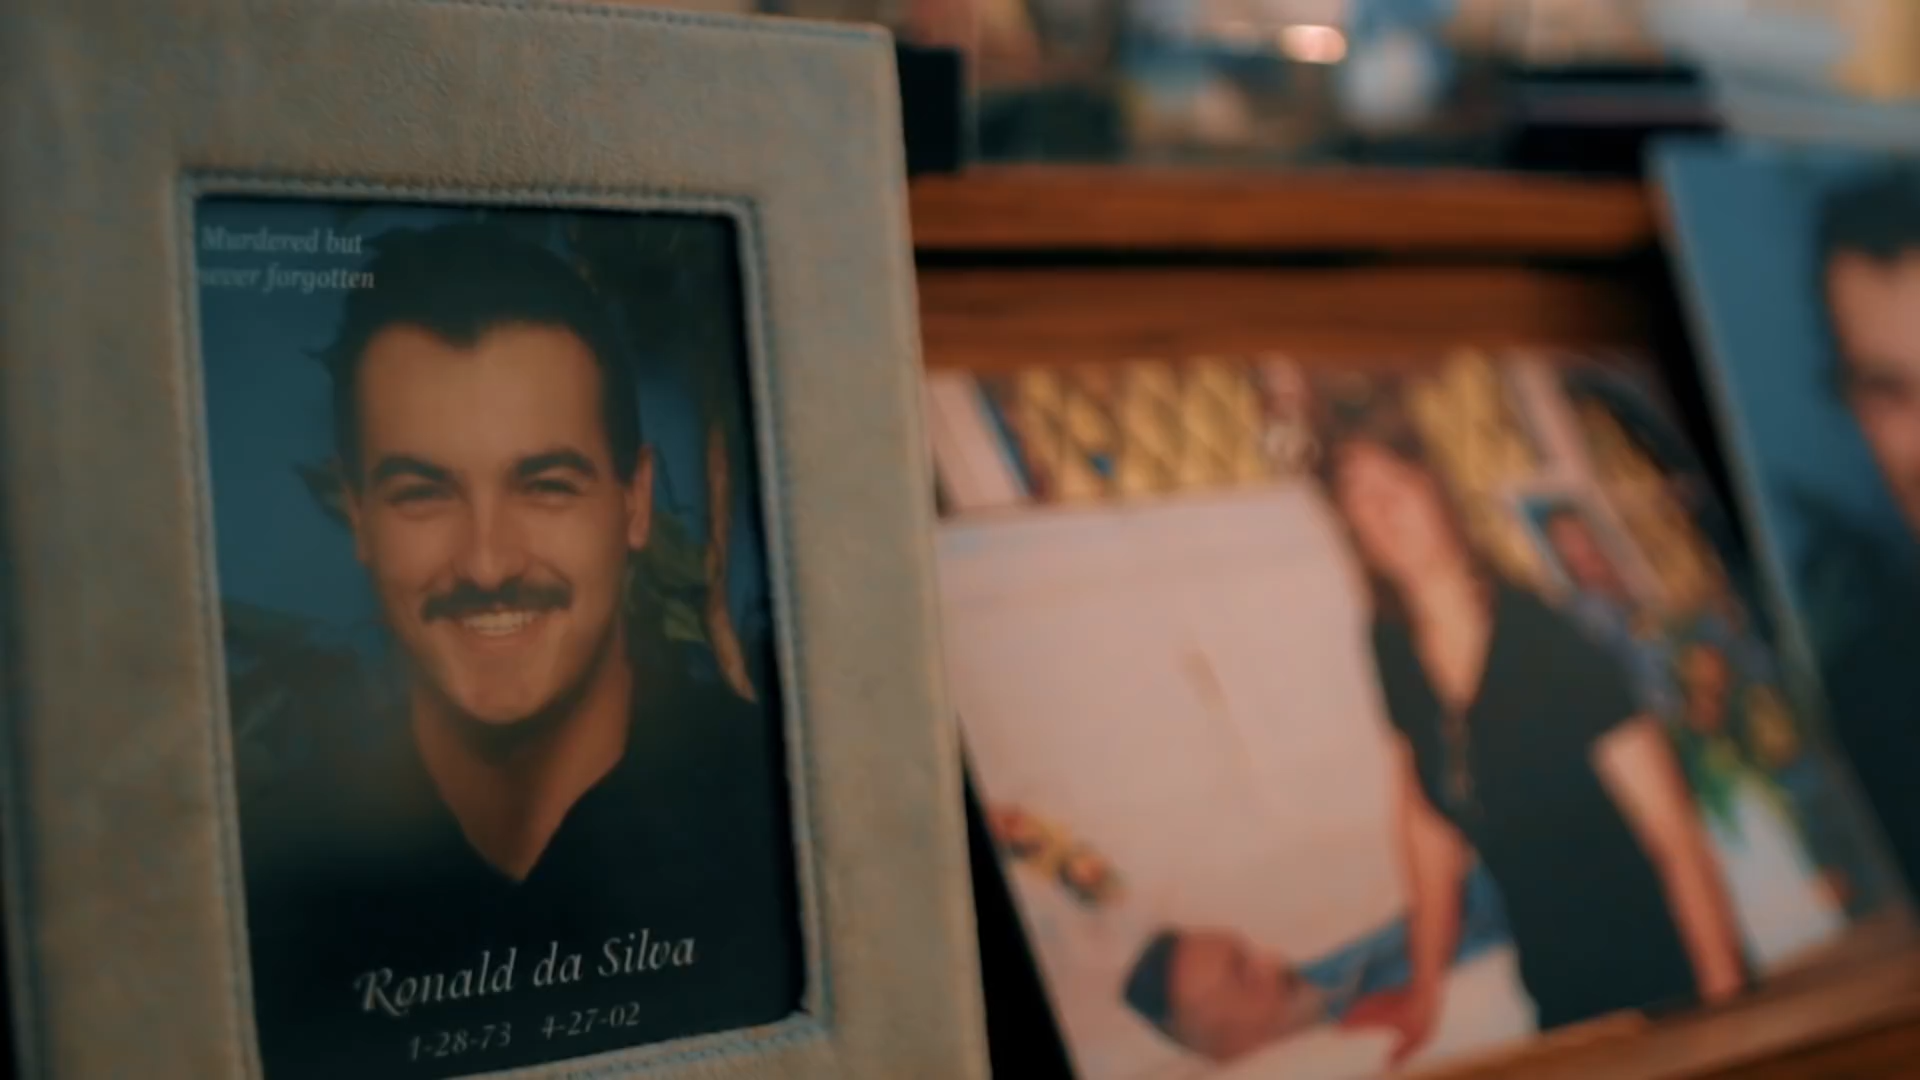 Murdered but
never forgotten
Ronald da Silva
1-28-73 4-27-02